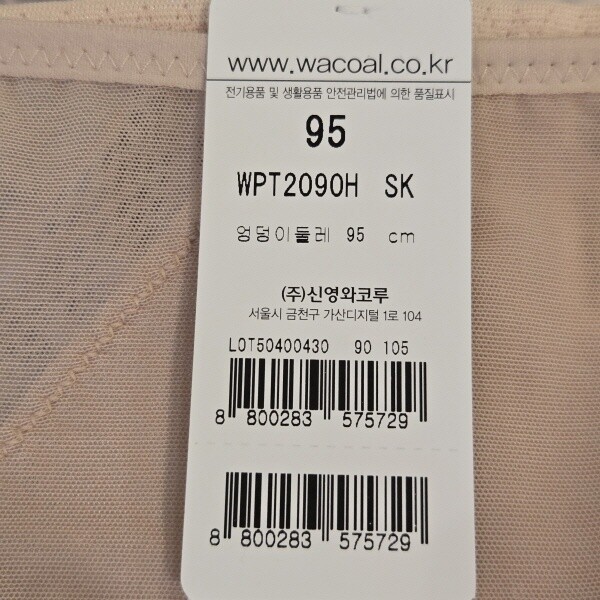 www.wacoal.co.kr
전기용품 및 생활용품 안전관리법에 의한 품질표시
95
WPT2090H SK
엉덩이둘레 95 cm
(주)신영와코루
서울시 금천구 가산디지털 1로 104
LOT50400430 90 105
8 800283 575729
8 800283 575729